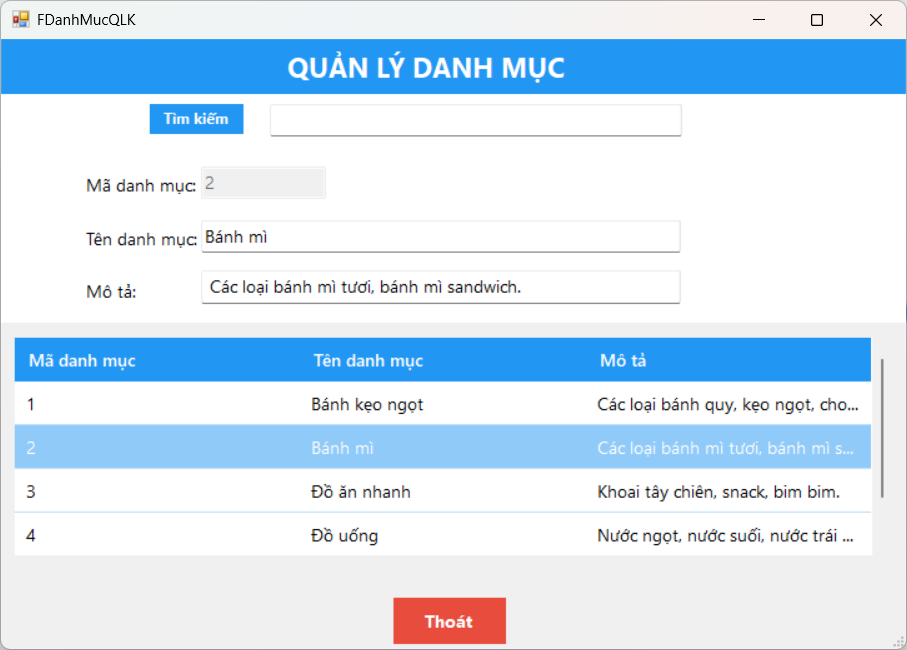 FDanhMucQLK
QUẢN LÝ DANH MỤC
Tìm kiếm
Mã danh mục: 2
Tên danh mục: Bánh mì
Mô tả: Các loại bánh mì tươi, bánh mì sandwich.
Mã danh mục Tên danh mục Mô tả
1 Bánh kẹo ngọt Các loại bánh quy, kẹo ngọt, cho...
2 Bánh mì Các loại bánh mì tươi, bánh mì s...
3 Đồ ăn nhanh Khoai tây chiên, snack, bim bim.
4 Đồ uống Nước ngọt, nước suối, nước trái ...
Thoát